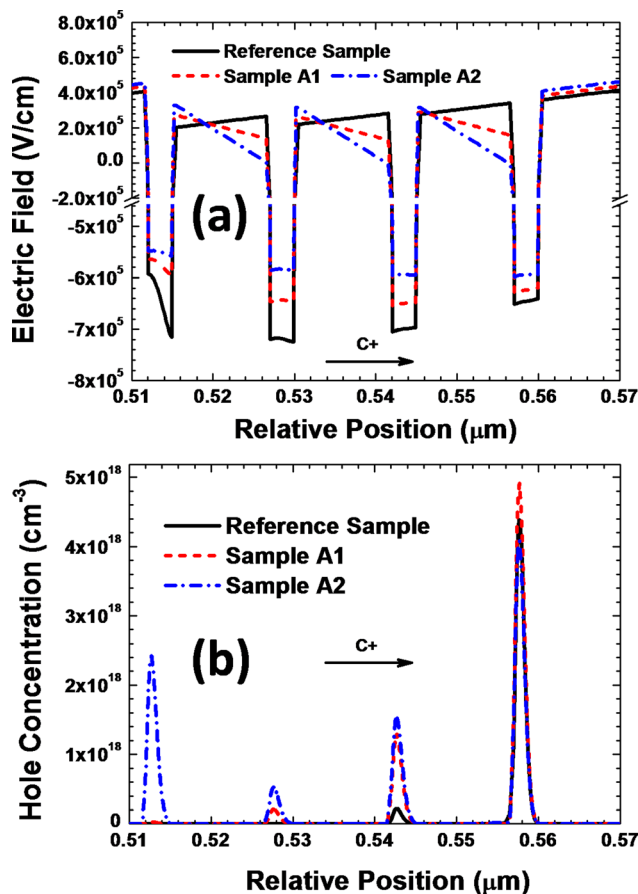 8.0x10⁵
6.0x10⁵
4.0x10⁵
2.0x10⁵
0.0
-2.0x10⁵
-6x10⁵
-7x10⁵
-8x10⁵
Electric Field (V/cm)
Reference Sample
Sample A1 Sample A2
(a)
C+
0.51 0.52 0.53 0.54 0.55 0.56 0.57
Relative Position (μm)
5x10¹⁸
4x10¹⁸
3x10¹⁸
2x10¹⁸
1x10¹⁸
0
Hole Concentration (cm⁻³)
Reference Sample
Sample A1
Sample A2
(b)
C+
0.51 0.52 0.53 0.54 0.55 0.56 0.57
Relative Position (μm)